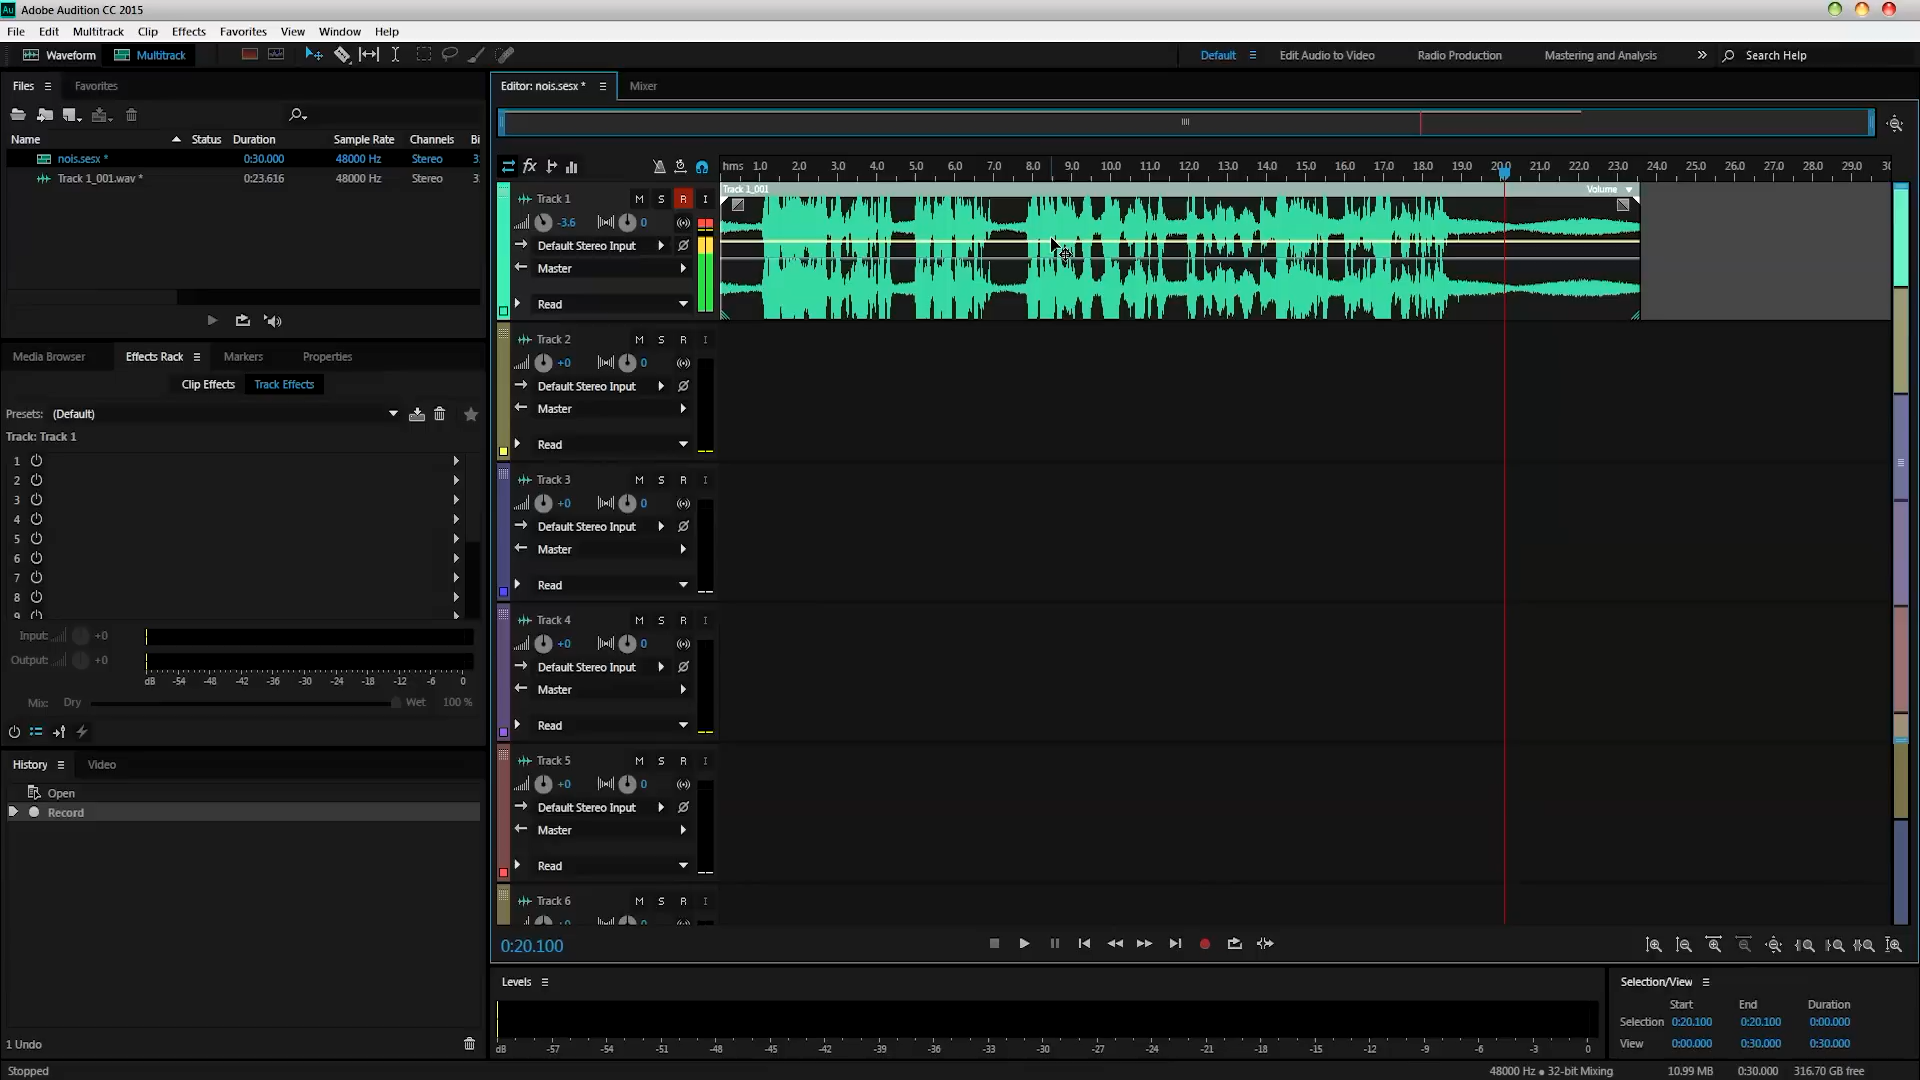 Au Adobe Audition CC 2015
File Edit Multitrack Clip Effects Favorites View Window Help
Waveform Multitrack Default Edit Audio to Video Radio Production Mastering and Analysis Search Help
Files Favorites
Editor: nois.sesx * Mixer
Name Status Duration Sample Rate Channels Bi
nois.sesx * 0:30.000 48000 Hz Stereo 3
Track 1_001.wav * 0:23.616 48000 Hz Stereo 3
hms 1.0 2.0 3.0 4.0 5.0 6.0 7.0 8.0 9.0 10.0 11.0 12.0 13.0 14.0 15.0 16.0 17.0 18.0 19.0 20.0 21.0 22.0 23.0 24.0 25.0 26.0 27.0 28.0 29.0 30
Track 1_001 Volume
Track 1 M S R I
-3.6 0
Default Stereo Input
Master
Read
Track 2 M S R I
+0 0
Default Stereo Input
Master
Read
Track 3 M S R I
+0 0
Default Stereo Input
Master
Read
Track 4 M S R I
+0 0
Default Stereo Input
Master
Read
Track 5 M S R I
+0 0
Default Stereo Input
Master
Read
Track 6 M S R I
Media Browser Effects Rack Markers Properties
Clip Effects Track Effects
Presets: (Default)
Track: Track 1
1
2
3
4
5
6
7
8
9
Input: +0
Output: +0
dB -54 -48 -42 -36 -30 -24 -18 -12 -6 0
Mix: Dry Wet 100 %
History Video
Open
Record
1 Undo
0:20.100
Levels
dB -57 -54 -51 -48 -45 -42 -39 -36 -33 -30 -27 -24 -21 -18 -15 -12 -9 -6 -3 0
Selection/View
Start End Duration
Selection 0:20.100 0:20.100 0:00.000
View 0:00.000 0:30.000 0:30.000
Stopped 48000 Hz ● 32-bit Mixing 10.99 MB 0:30.000 316.70 GB free